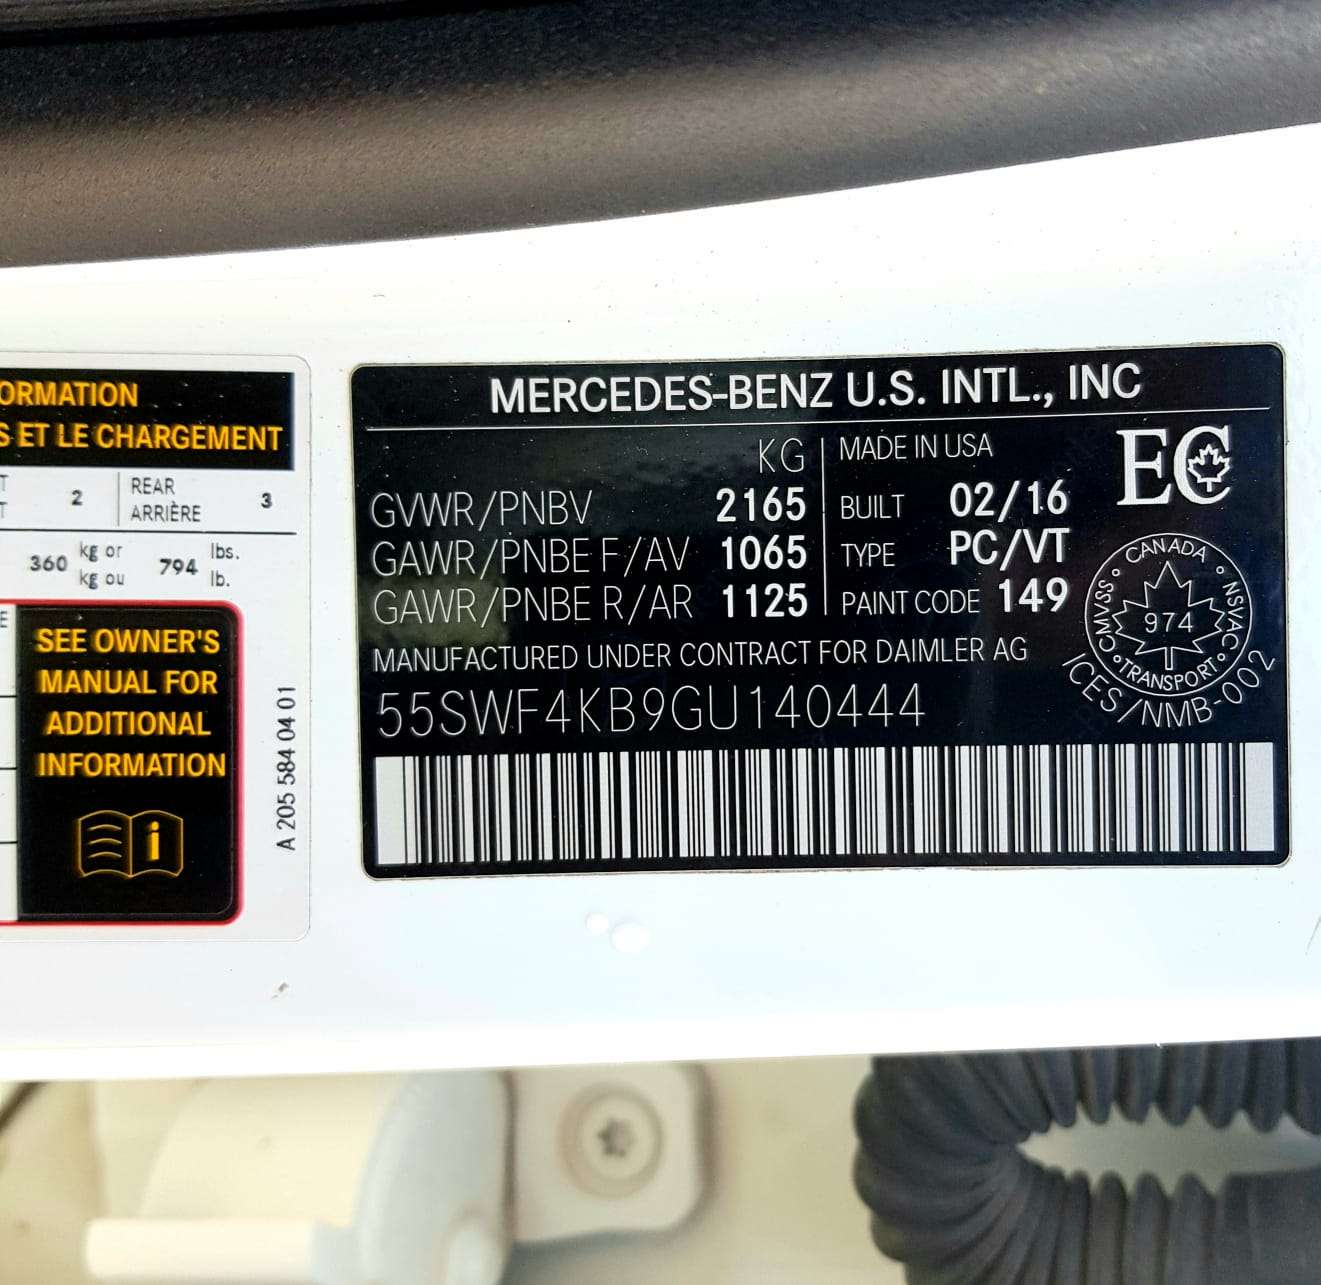 ORMATION
S ET LE CHARGEMENT
T 2 REAR 3
T ARRIÈRE
360 kg or 794 lbs.
kg ou lb.
E
SEE OWNER'S
MANUAL FOR
ADDITIONAL
INFORMATION
i
A 205 584 04 01
MERCEDES-BENZ U.S. INTL., INC
KG
GVWR/PNBV 2165
GAWR/PNBE F/AV 1065
GAWR/PNBE R/AR 1125
MADE IN USA
BUILT 02/16
TYPE PC/VT
PAINT CODE 149
MANUFACTURED UNDER CONTRACT FOR DAIMLER AG
55SWF4KB9GU140444
EC
CANADA
CMVSS 974 NSVAC
TRANSPORT
ICES/NMB-002